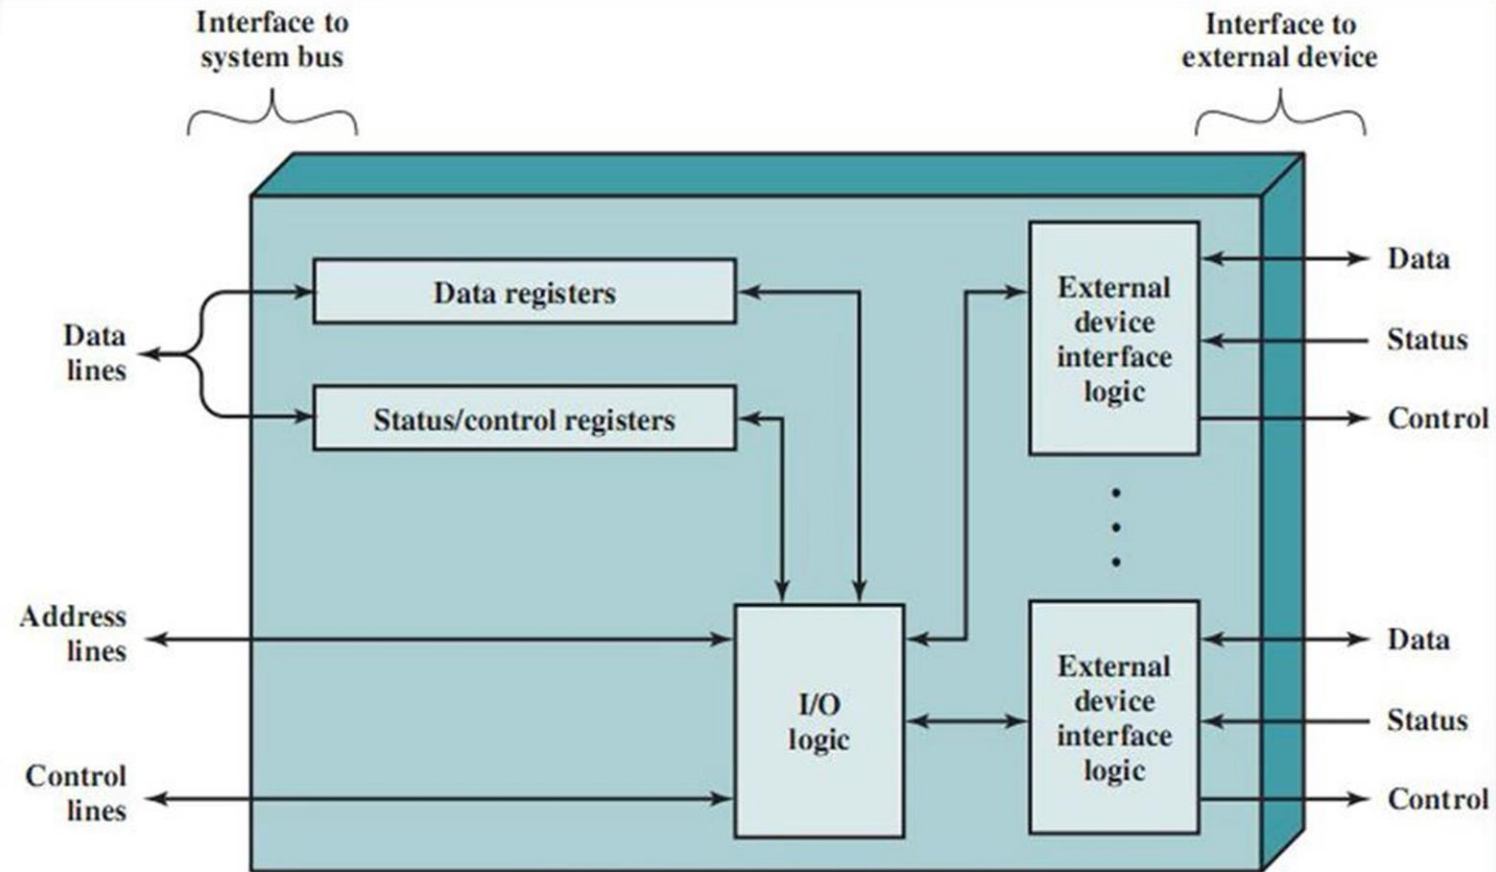 Interface to
system bus
Interface to
external device
Data registers
Status/control registers
Data
lines
Address
lines
Control
lines
I/O
logic
External
device
interface
logic
Data
Status
Control
External
device
interface
logic
Data
Status
Control